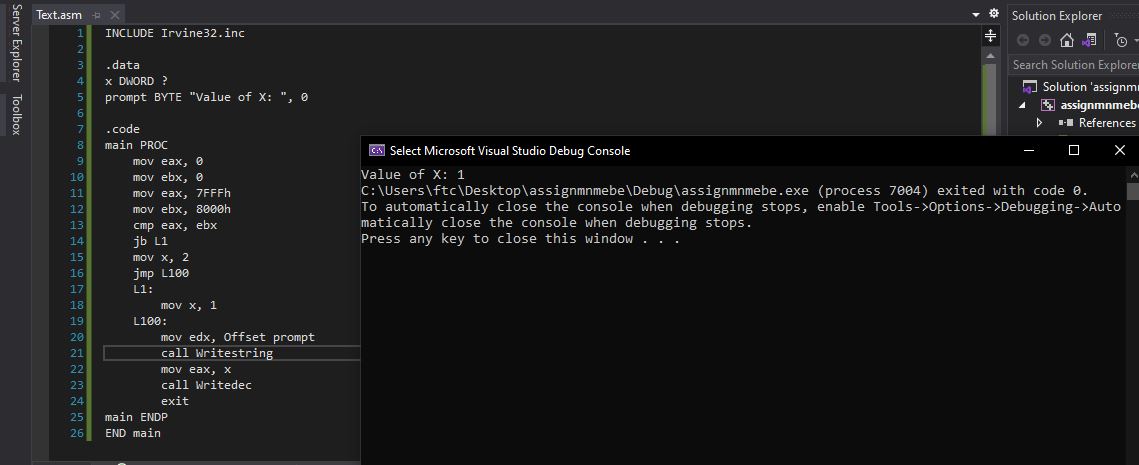 Server Explorer
Toolbox
Text.asm
1 INCLUDE Irvine32.inc
2
3 .data
4 x DWORD ?
5 prompt BYTE "Value of X: ", 0
6
7 .code
8 main PROC
9 mov eax, 0
10 mov ebx, 0
11 mov eax, 7FFFh
12 mov ebx, 8000h
13 cmp eax, ebx
14 jb L1
15 mov x, 2
16 jmp L100
17 L1:
18 mov x, 1
19 L100:
20 mov edx, Offset prompt
21 call Writestring
22 mov eax, x
23 call Writedec
24 exit
25 main ENDP
26 END main
Solution Explorer
Search Solution Explorer
Solution 'assignmn
assignmnmebe
References
Select Microsoft Visual Studio Debug Console
Value of X: 1
C:\Users\ftc\Desktop\assignmnmebe\Debug\assignmnmebe.exe (process 7004) exited with code 0.
To automatically close the console when debugging stops, enable Tools->Options->Debugging->Auto
matically close the console when debugging stops.
Press any key to close this window . . .